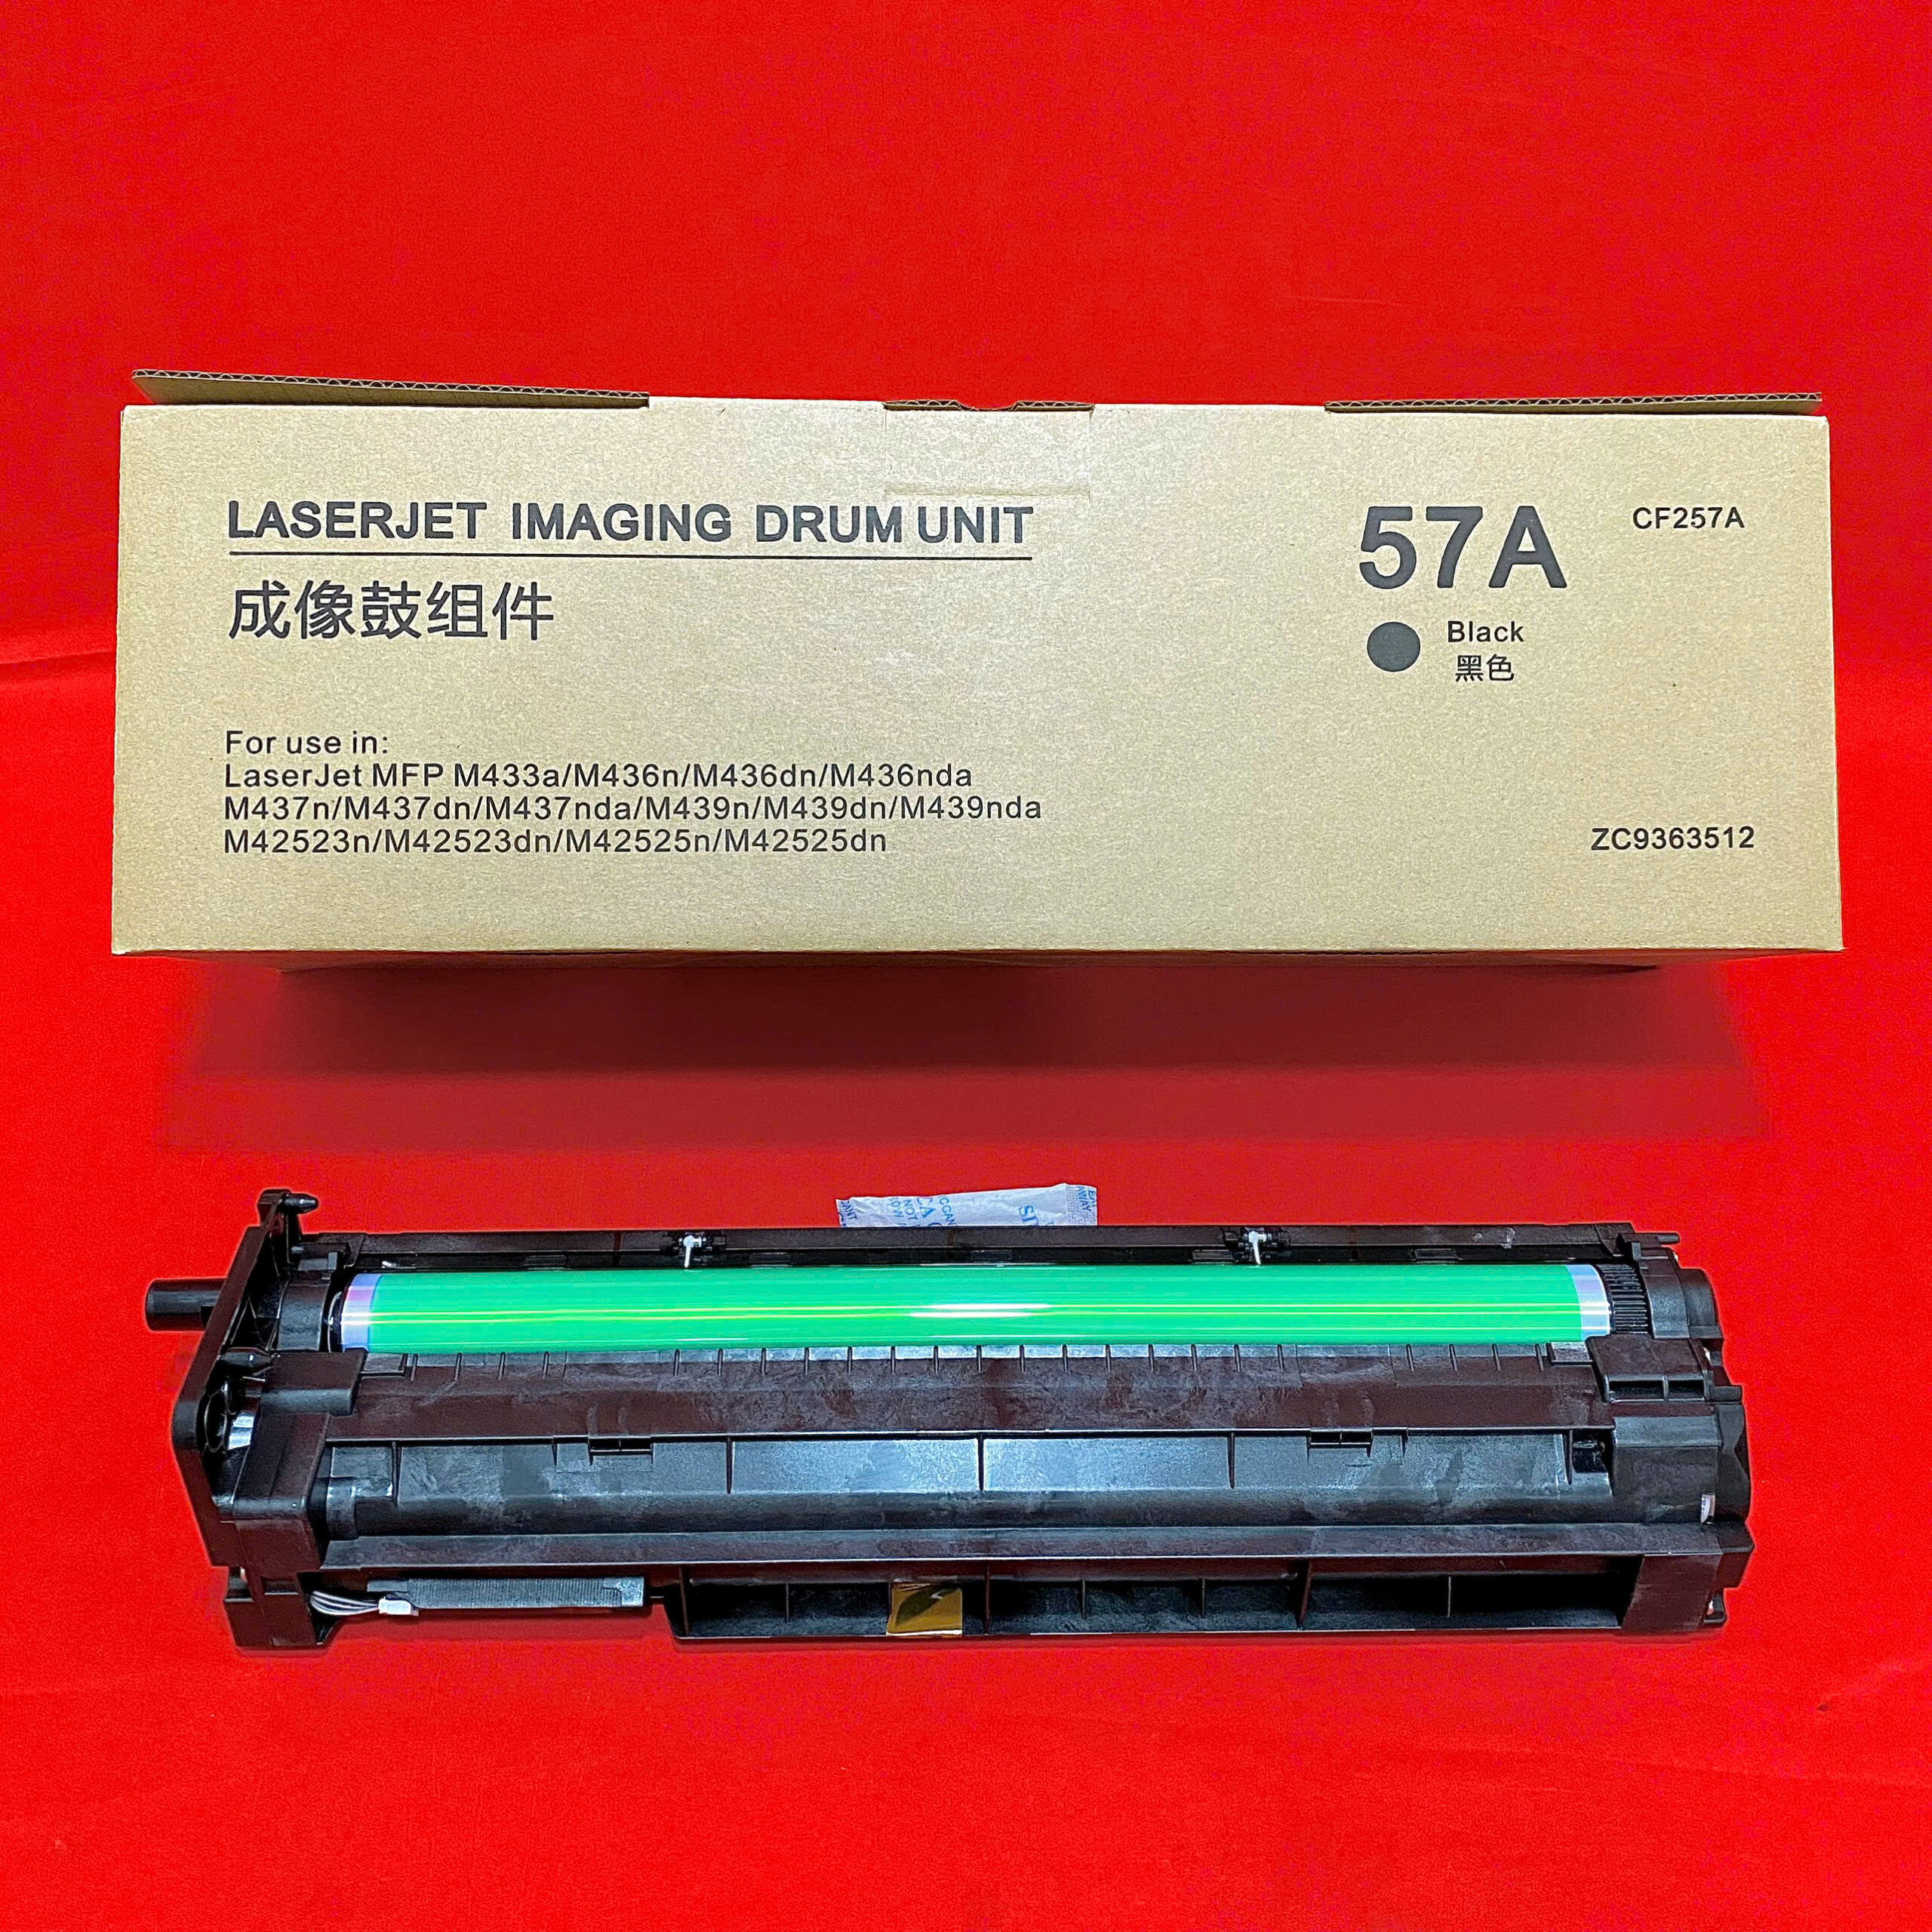 LASERJET IMAGING DRUM UNIT
成像鼓组件
57A
CF257A
Black
黑色
For use in:
LaserJet MFP M433a/M436n/M436dn/M436nda
M437n/M437dn/M437nda/M439n/M439dn/M439nda
M42523n/M42523dn/M42525n/M42525dn
ZC9363512